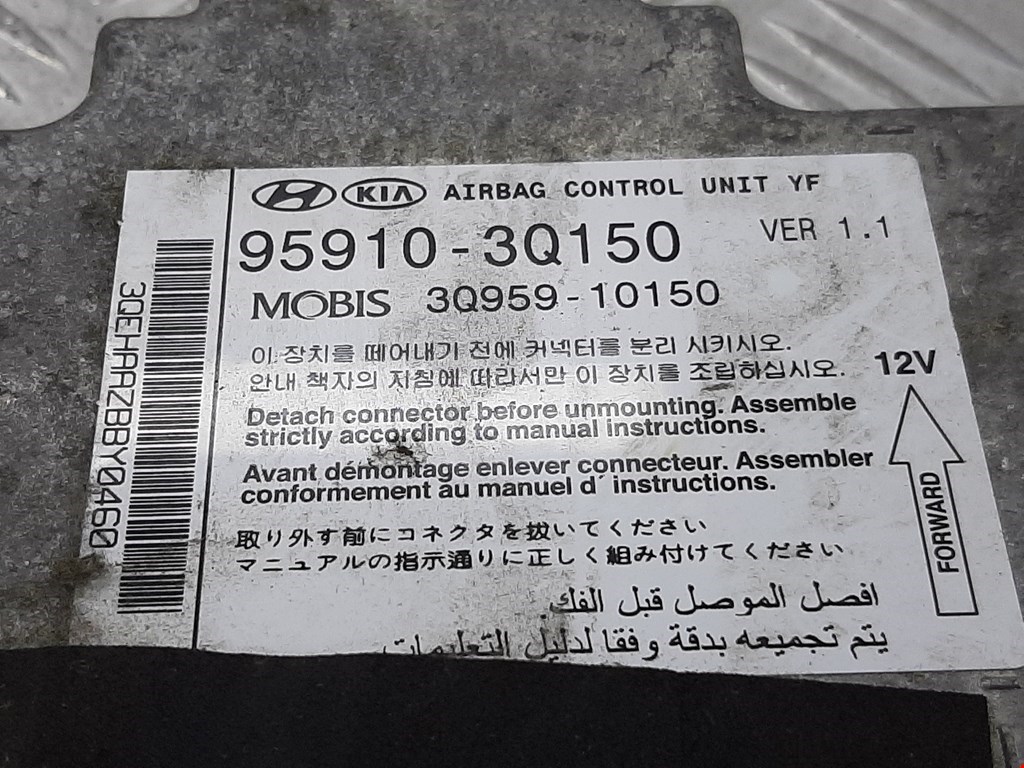 KIA AIRBAG CONTROL UNIT YF
95910-3Q150 VER 1.1
MOBIS 3Q959-10150
이 장치를 떼어내기 전에 커넥터를 분리 시키시오.
안내 책자의 지침에 따라서만 이 장치를 조립하십시오.
12V
Detach connector before unmounting. Assemble
strictly according to manual instructions.
Avant démontage enlever connecteur. Assembler
conformement au manuel d' instructions.
FORWARD
取り外す前にコネクタを抜いてください
マニュアルの指示通りに正しく組み付けてください
افصل الموصل قبل الفك.
يتم تجميعه بدقة وفقا لدليل التعليمات.
3QEHAAZBBY0460